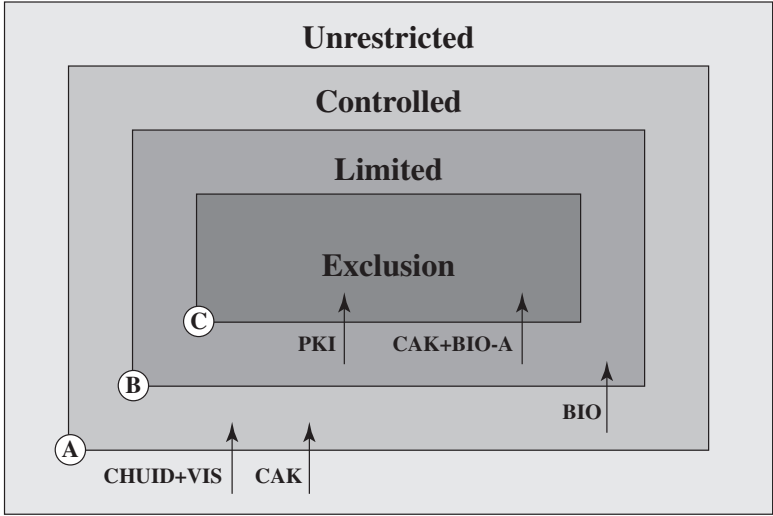 Unrestricted
Controlled
Limited
Exclusion
C
PKI
CAK+BIO-A
B
BIO
A
CHUID+VIS
CAK